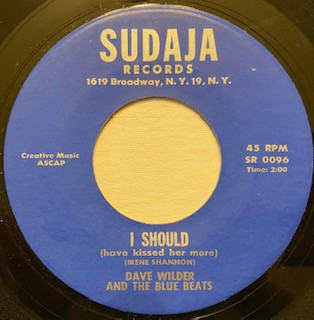 SUDAJA
RECORDS
1619 Broadway, N. Y. 19, N. Y.
Creative Music
ASCAP
45 RPM
SR 0096
Time: 2:00
I SHOULD
(have kissed her more)
(IRENE SHANNON)
DAVE WILDER
AND THE BLUE BEATS